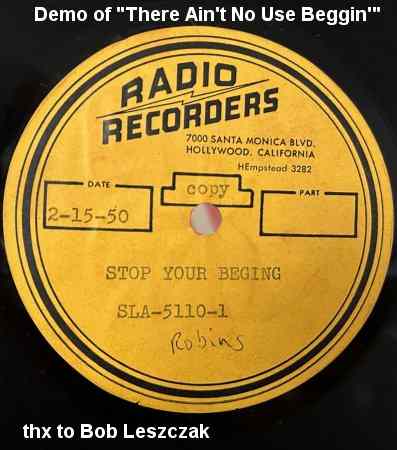 Demo of "There Ain't No Use Beggin'"
RADIO
RECORDERS
7000 SANTA MONICA BLVD.
HOLLYWOOD, CALIFORNIA
HEmpstead 3282
DATE
2-15-50
copy
PART
STOP YOUR BEGING
SLA-5110-1
Robins
thx to Bob Leszczak